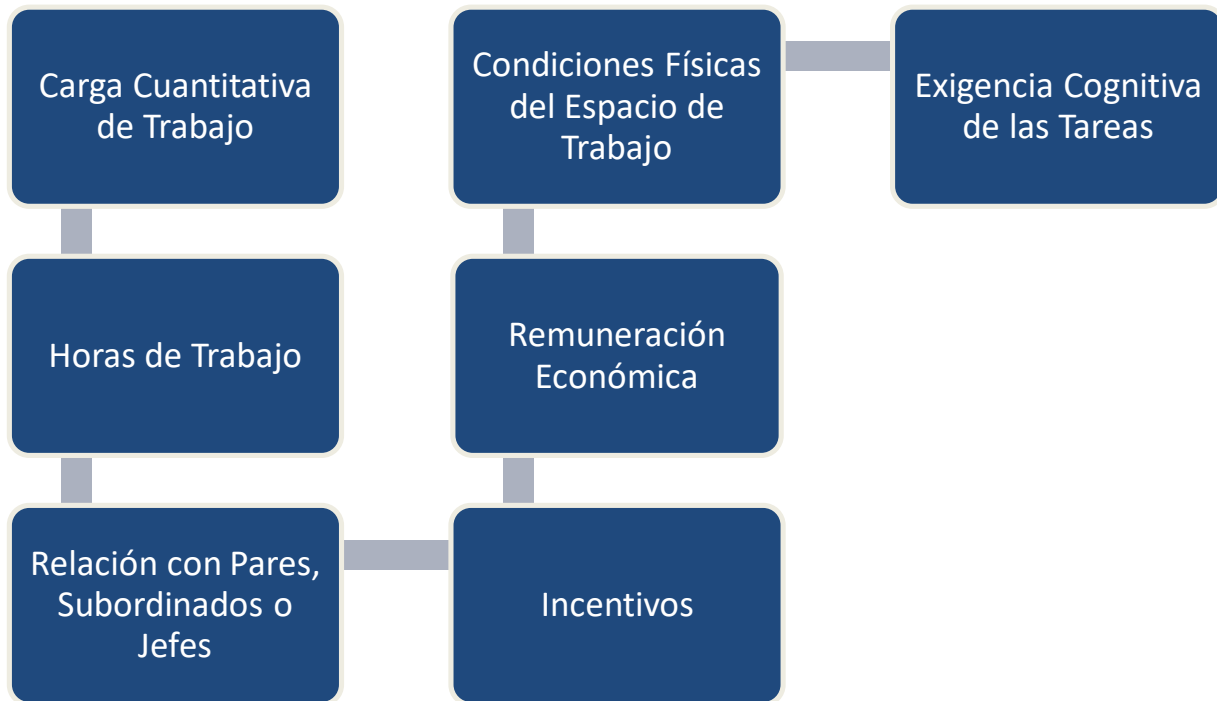 Carga Cuantitativa
de Trabajo
Horas de Trabajo
Relación con Pares,
Subordinados o
Jefes
Incentivos
Remuneración
Económica
Condiciones Físicas
del Espacio de
Trabajo
Exigencia Cognitiva
de las Tareas